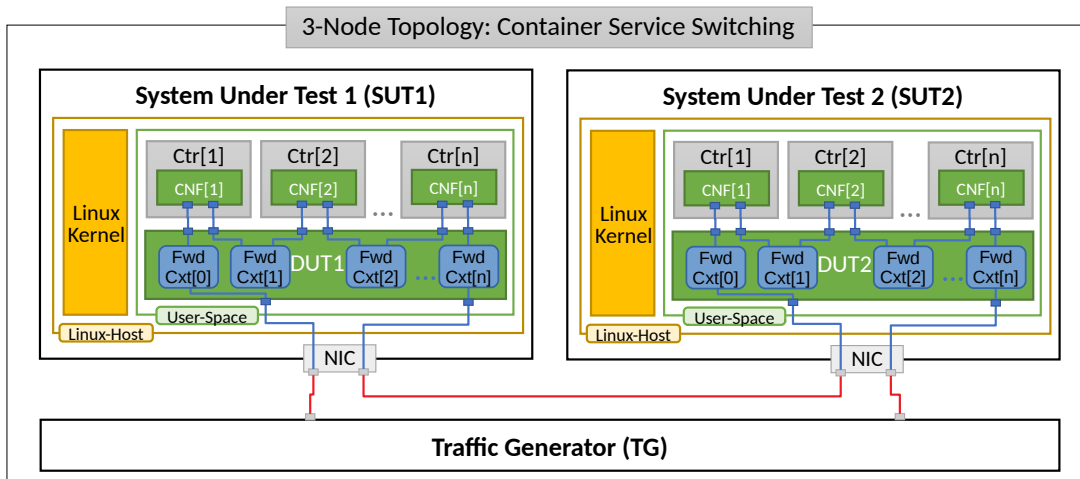 3-Node Topology: Container Service Switching
System Under Test 1 (SUT1)
Linux
Kernel
Ctr[1]
CNF[1]
Ctr[2]
CNF[2]
...
Ctr[n]
CNF[n]
Fwd
Cxt[0]
Fwd
Cxt[1]
DUT1
Fwd
Cxt[2]
...
Fwd
Cxt[n]
User-Space
Linux-Host
NIC
System Under Test 2 (SUT2)
Linux
Kernel
Ctr[1]
CNF[1]
Ctr[2]
CNF[2]
...
Ctr[n]
CNF[n]
Fwd
Cxt[0]
Fwd
Cxt[1]
DUT2
Fwd
Cxt[2]
...
Fwd
Cxt[n]
User-Space
Linux-Host
NIC
Traffic Generator (TG)